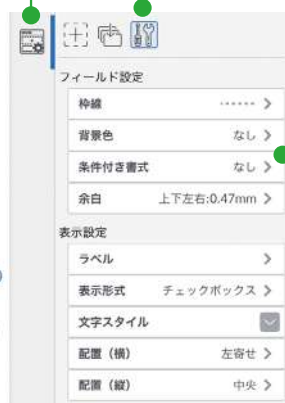 フィールド設定
枠線 ------ >
背景色 なし >
条件付き書式 なし >
余白 上下左右:0.47mm >
表示設定
ラベル >
表示形式 チェックボックス >
文字スタイル
配置（横） 左寄せ >
配置（縦） 中央 >